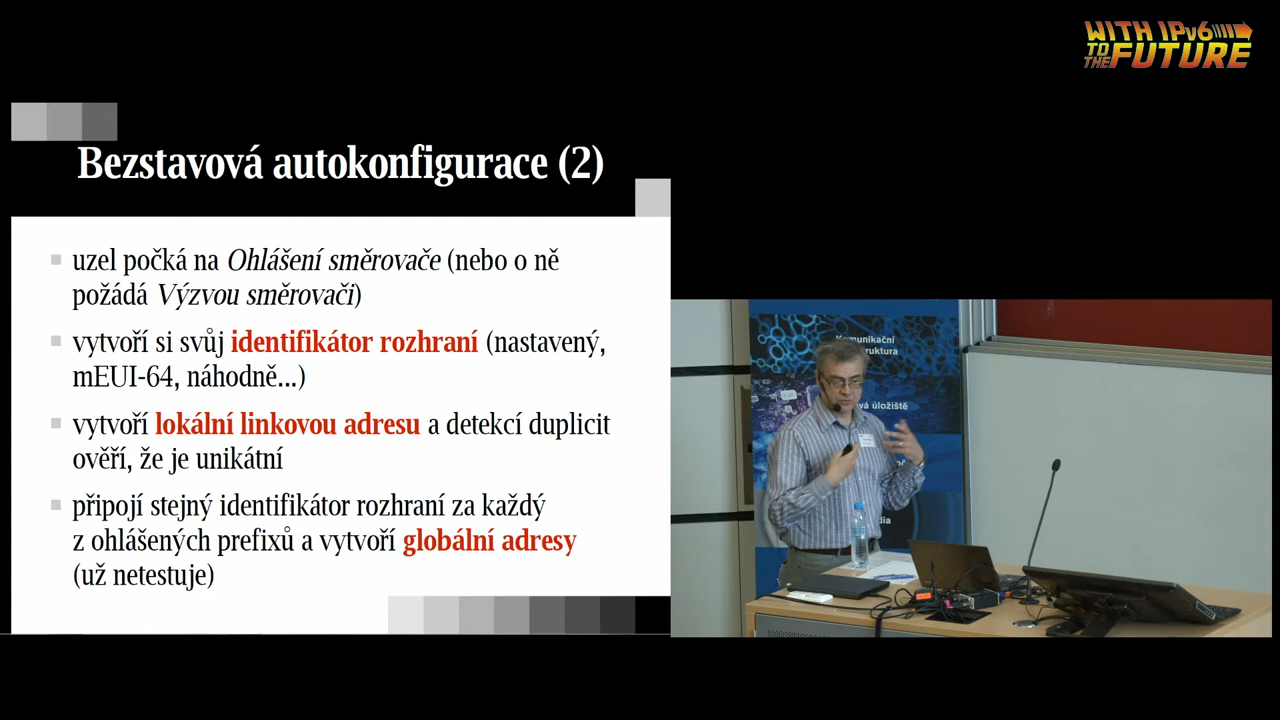 WITH IPv6
TO THE FUTURE
Bezstavová autokonfigurace (2)
uzel počká na Ohlášení směrovače (nebo o ně
požádá Výzvou směrovači)
vytvoří si svůj identifikátor rozhraní (nastavený,
mEUI-64, náhodně...)
vytvoří lokální linkovou adresu a detekcí duplicit
ověří, že je unikátní
připojí stejný identifikátor rozhraní za každý
z ohlášených prefixů a vytvoří globální adresy
(už netestuje)
Komunikační
úložiště